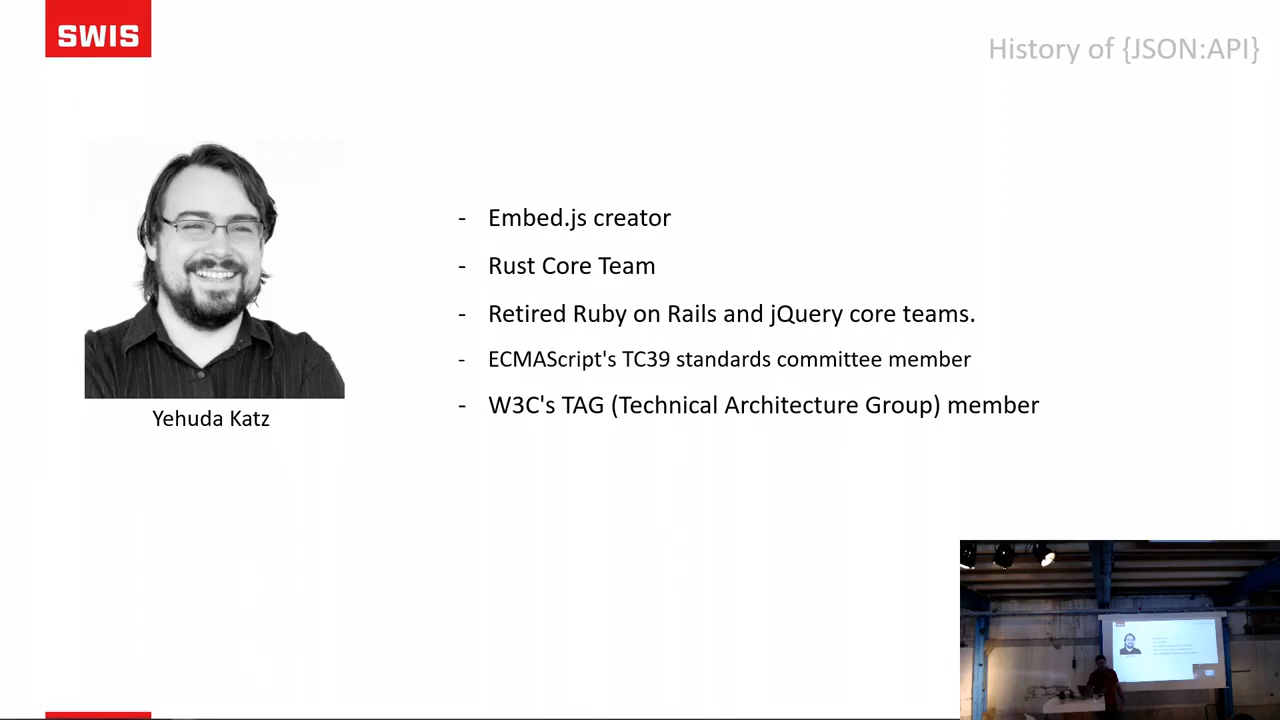 SWIS
History of {JSON:API}
- Embed.js creator
- Rust Core Team
- Retired Ruby on Rails and jQuery core teams.
- ECMAScript's TC39 standards committee member
- W3C's TAG (Technical Architecture Group) member
Yehuda Katz